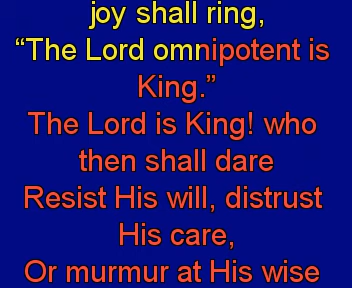 joy shall ring,
“The Lord omnipotent is
King.”
The Lord is King! who
then shall dare
Resist His will, distrust
His care,
Or murmur at His wise